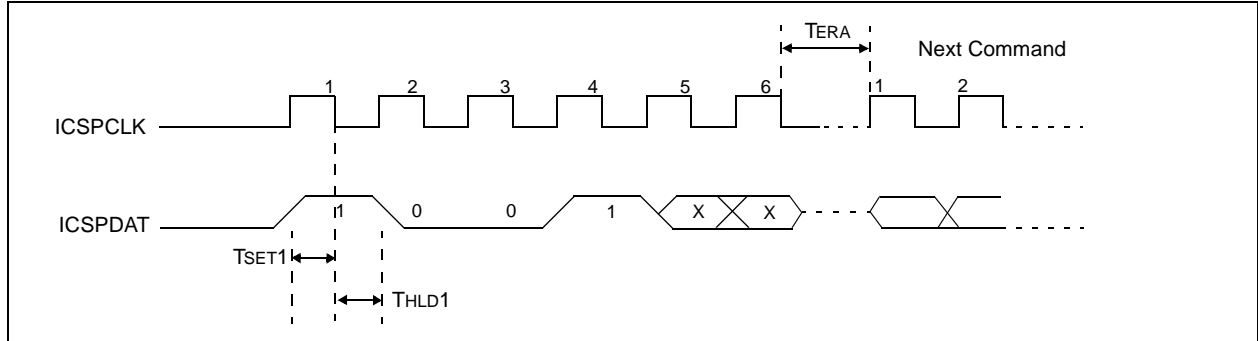 TERA
Next Command
1 2 3 4 5 6 1 2
ICSPCLK
ICSPDAT
1 0 0 1 X X
TSET1
THLD1